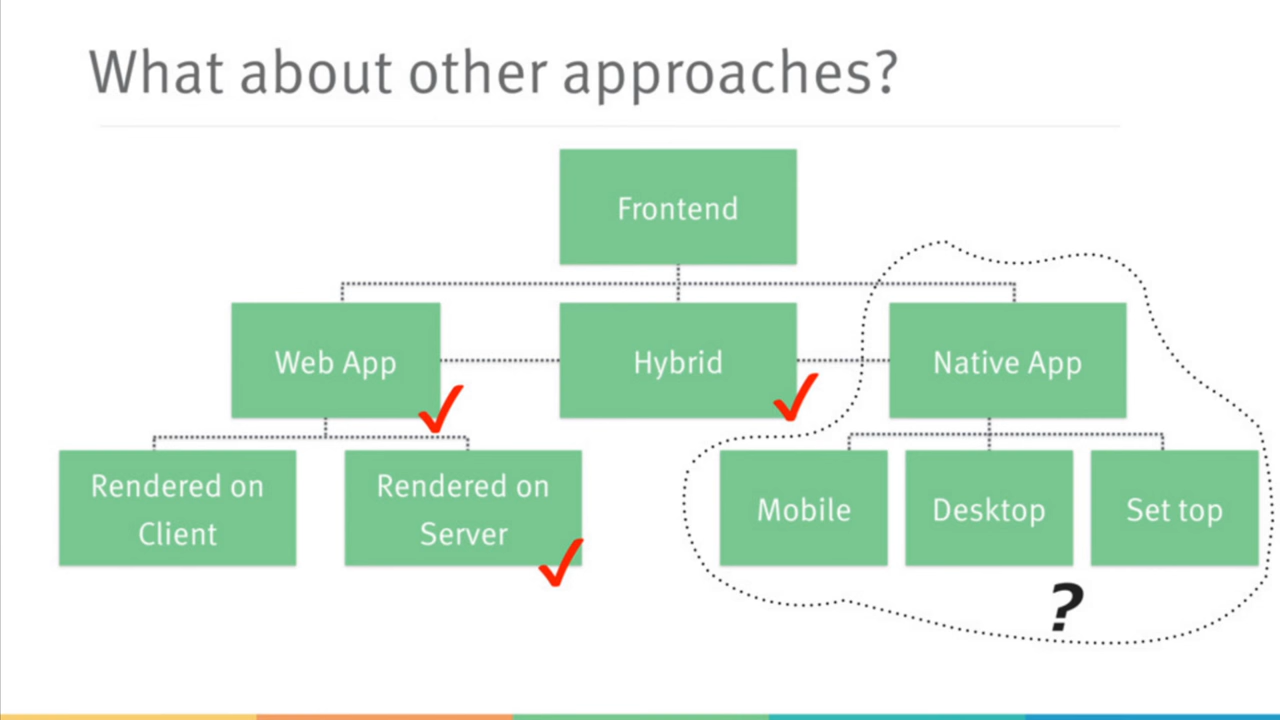 What about other approaches?
Frontend
Web App
Hybrid
Native App
Rendered on
Client
Rendered on
Server
Mobile
Desktop
Set top
?